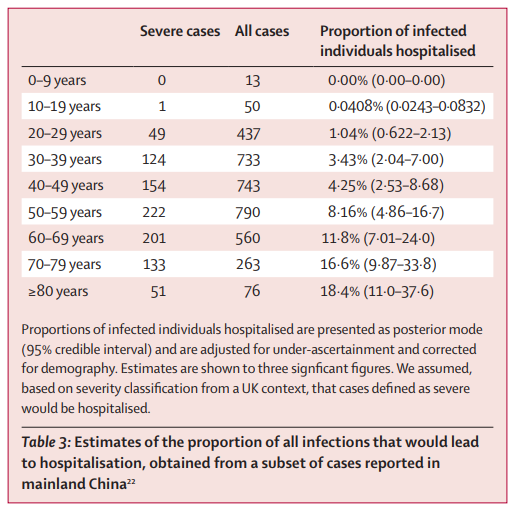 Severe cases All cases Proportion of infected
individuals hospitalised
0–9 years 0 13 0·00% (0·00–0·00)
10–19 years 1 50 0·0408% (0·0243–0·0832)
20–29 years 49 437 1·04% (0·622–2·13)
30–39 years 124 733 3·43% (2·04–7·00)
40–49 years 154 743 4·25% (2·53–8·68)
50–59 years 222 790 8·16% (4·86–16·7)
60–69 years 201 560 11·8% (7·01–24·0)
70–79 years 133 263 16·6% (9·87–33·8)
≥80 years 51 76 18·4% (11·0–37·6)
Proportions of infected individuals hospitalised are presented as posterior mode
(95% credible interval) and are adjusted for under-ascertainment and corrected
for demography. Estimates are shown to three signficant figures. We assumed,
based on severity classification from a UK context, that cases defined as severe
would be hospitalised.
Table 3: Estimates of the proportion of all infections that would lead
to hospitalisation, obtained from a subset of cases reported in
mainland China²²